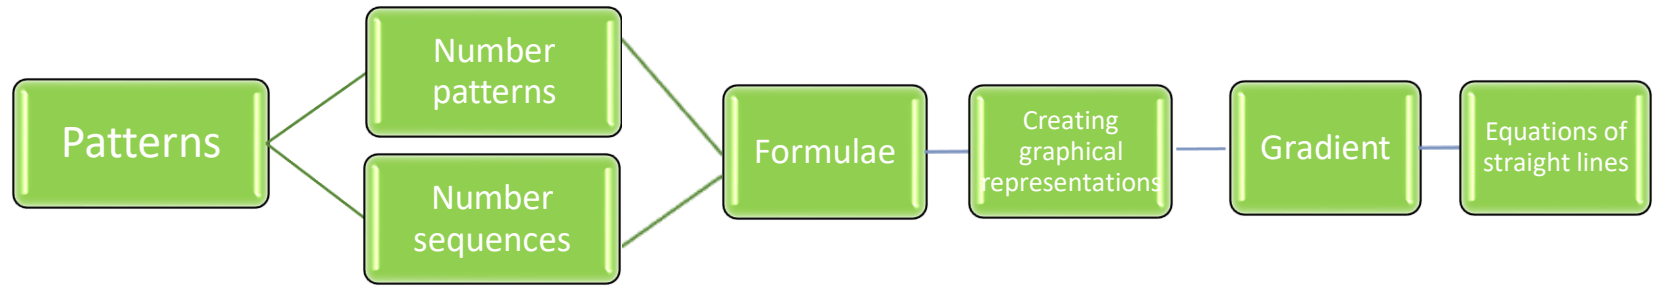 Patterns
Number
patterns
Number
sequences
Formulae
Creating
graphical
representations
Gradient
Equations of
straight lines